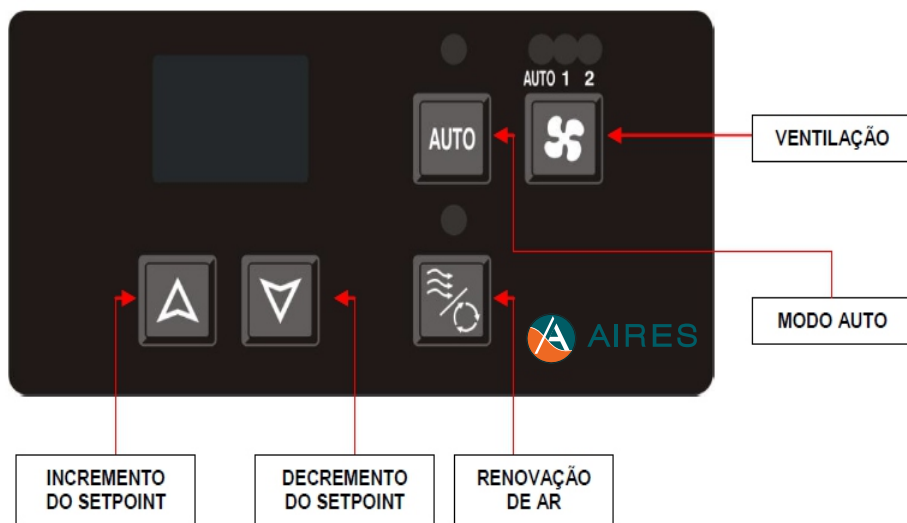 AUTO 1 2
AUTO
VENTILAÇÃO
MODO AUTO
AIRES
INCREMENTO
DO SETPOINT
DECREMENTO
DO SETPOINT
RENOVAÇÃO
DE AR